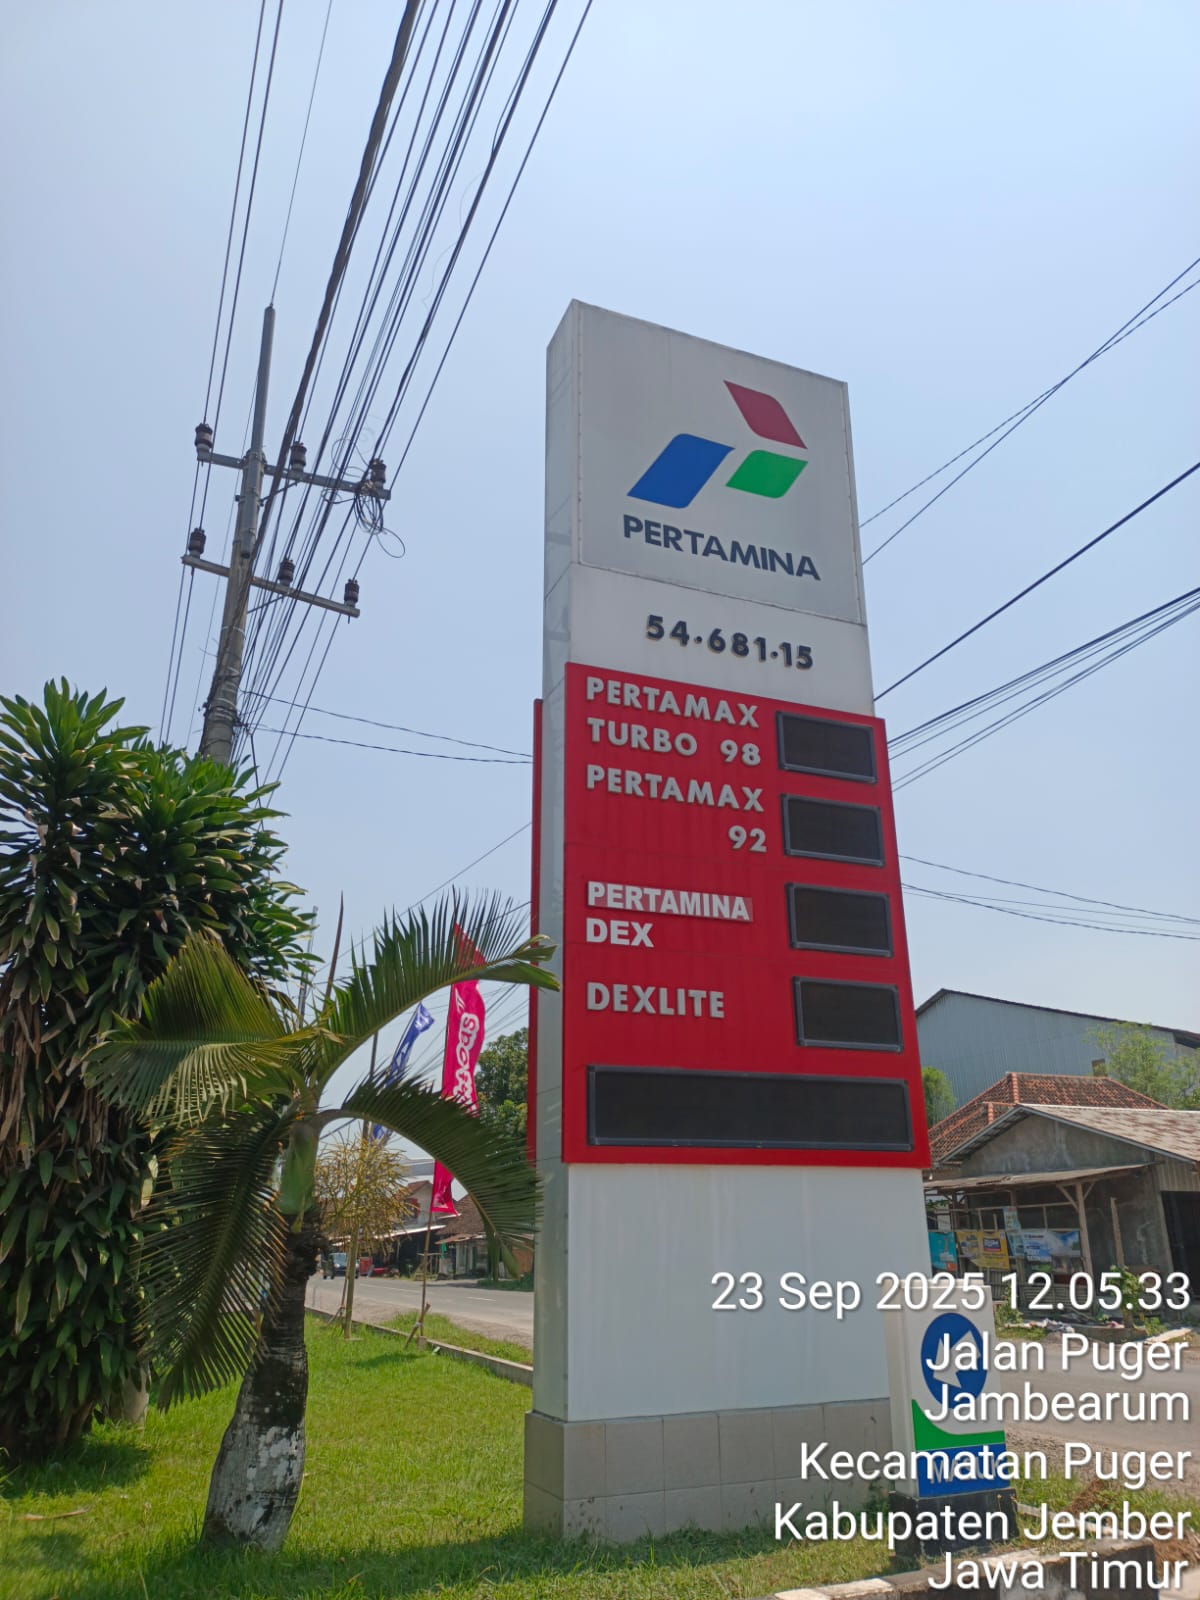 PERTAMINA
54.681.15
PERTAMAX
TURBO 98
PERTAMAX
92
PERTAMINA
DEX
DEXLITE
23 Sep 2025 12.05.33
Jalan Puger
Jambearum
Kecamatan Puger
Kabupaten Jember
Jawa Timur